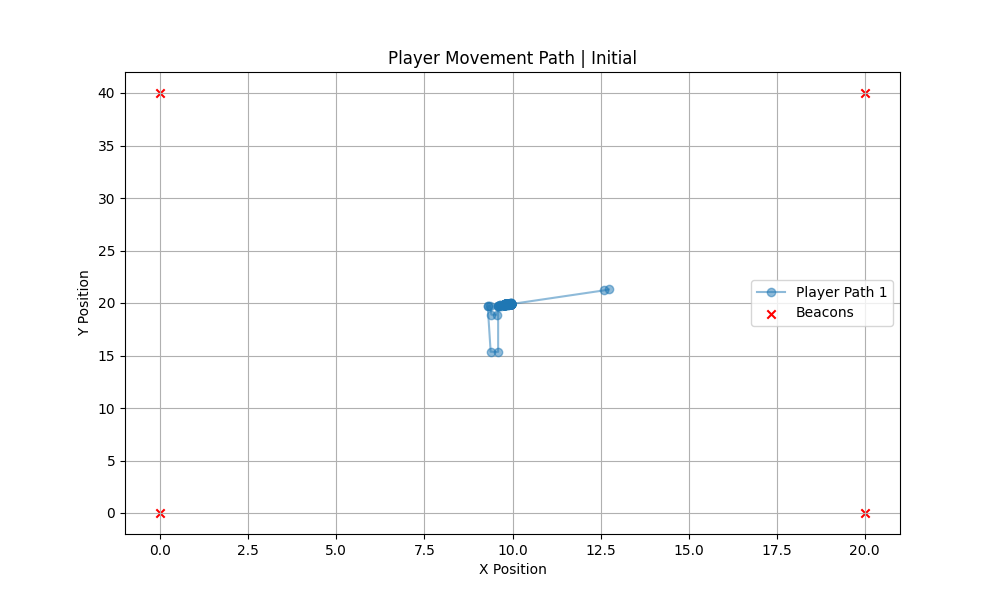 Player Movement Path | Initial
40
35
30
25
20
15
10
5
0
Y Position
0.0 2.5 5.0 7.5 10.0 12.5 15.0 17.5 20.0
X Position
Player Path 1
Beacons